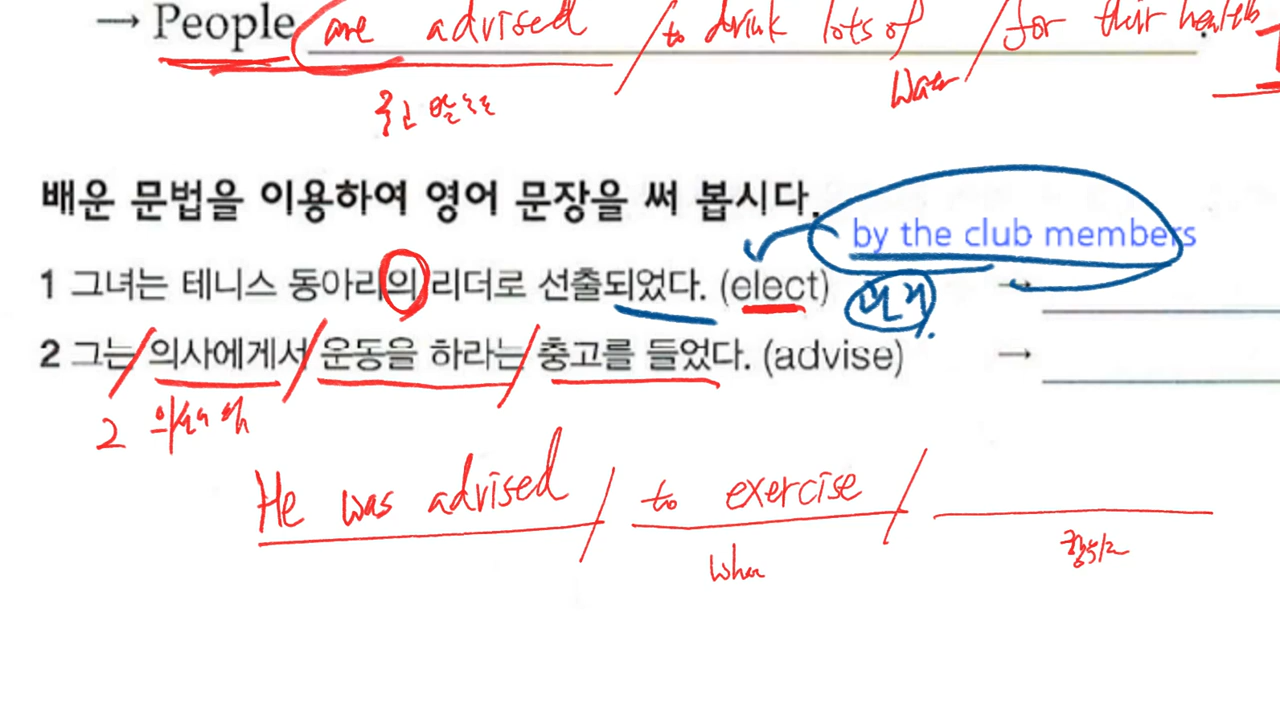 → People are advised / to drink lots of / for their health
water
배운 문법을 이용하여 영어 문장을 써 봅시다.
by the club members
1 그녀는 테니스 동아리의 리더로 선출되었다. (elect) →
2 그는 / 의사에게서 / 운동을 하라는 / 충고를 들었다. (advise) →
2
He was advised / to exercise /
what